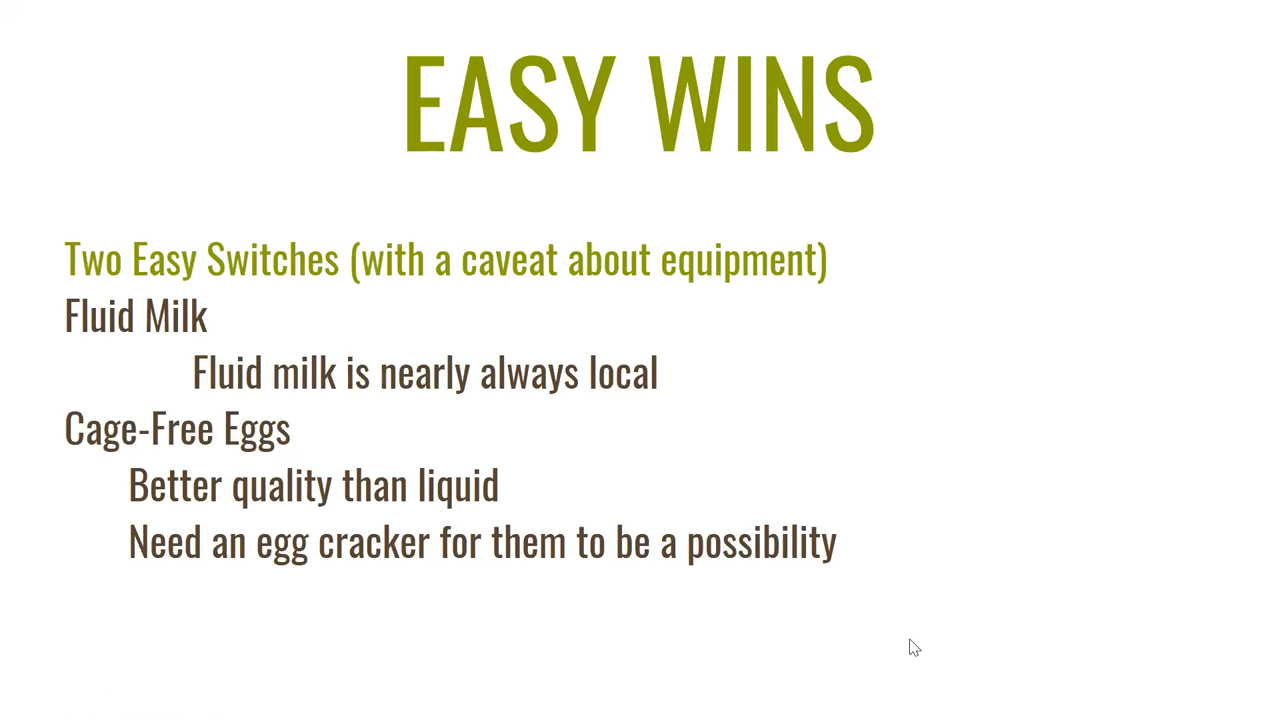 EASY WINS
Two Easy Switches (with a caveat about equipment)
Fluid Milk
Fluid milk is nearly always local
Cage-Free Eggs
Better quality than liquid
Need an egg cracker for them to be a possibility